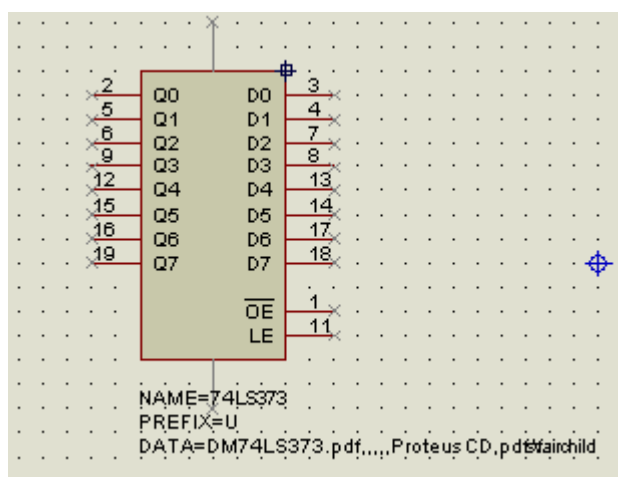 2 Q0 D0 3
5 Q1 D1 4
6 Q2 D2 7
9 Q3 D3 8
12 Q4 D4 13
15 Q5 D5 14
16 Q6 D6 17
19 Q7 D7 18
OE 1
LE 11
NAME=74LS373
PREFIX=U
DATA=DM74LS373.pdf,,,,,Proteus CD,pdf